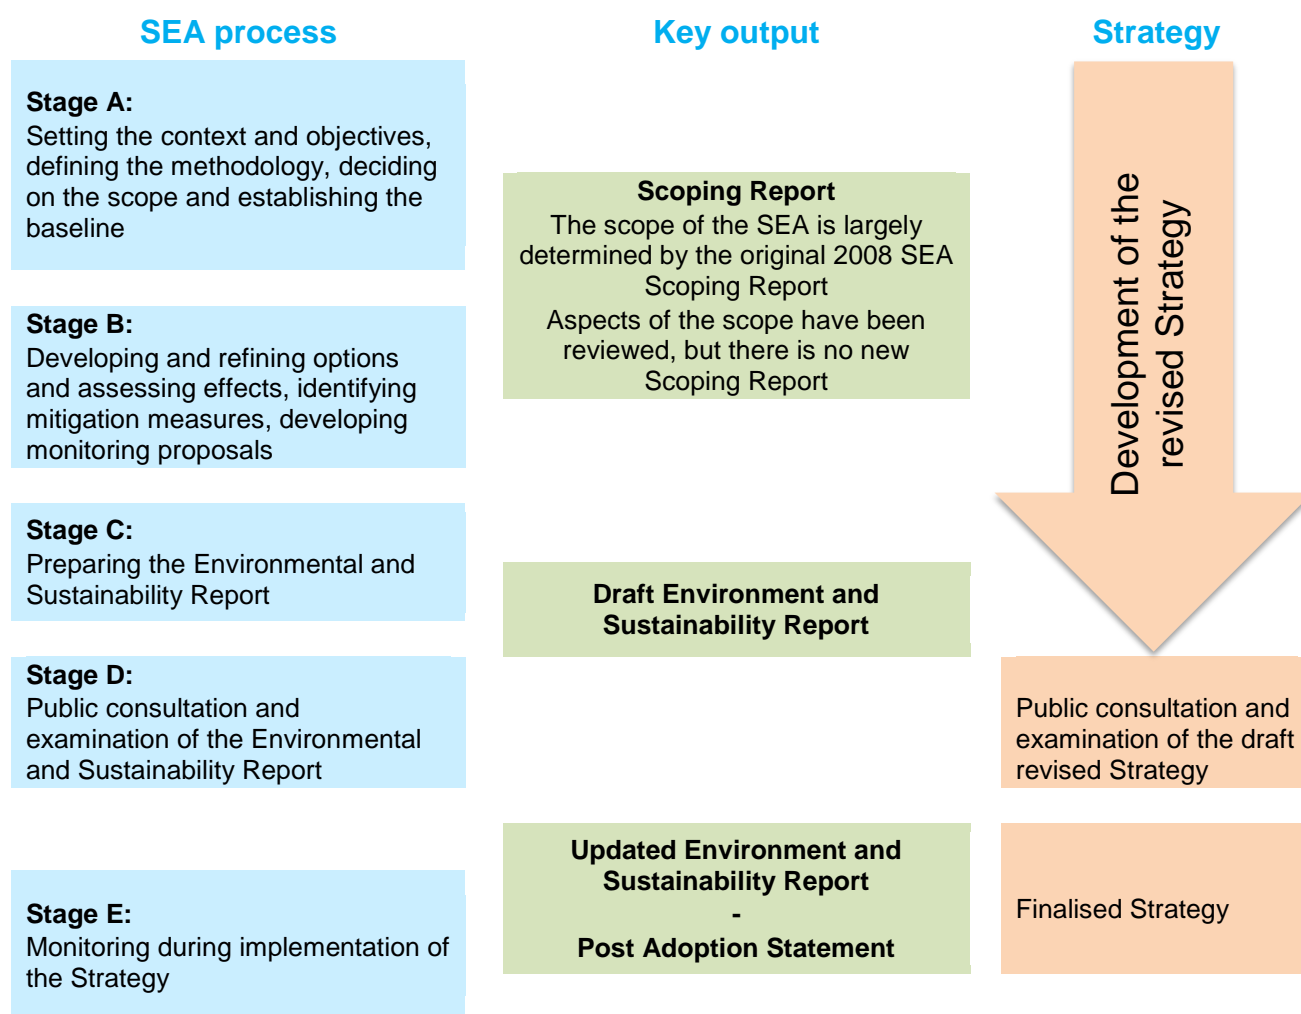 SEA process
Key output
Strategy
Stage A:
Setting the context and objectives,
defining the methodology, deciding
on the scope and establishing the
baseline
Stage B:
Developing and refining options
and assessing effects, identifying
mitigation measures, developing
monitoring proposals
Stage C:
Preparing the Environmental and
Sustainability Report
Stage D:
Public consultation and
examination of the Environmental
and Sustainability Report
Stage E:
Monitoring during implementation of
the Strategy
Scoping Report
The scope of the SEA is largely
determined by the original 2008 SEA
Scoping Report
Aspects of the scope have been
reviewed, but there is no new
Scoping Report
Draft Environment and
Sustainability Report
Updated Environment and
Sustainability Report
-
Post Adoption Statement
Development of the
revised Strategy
Public consultation and
examination of the draft
revised Strategy
Finalised Strategy